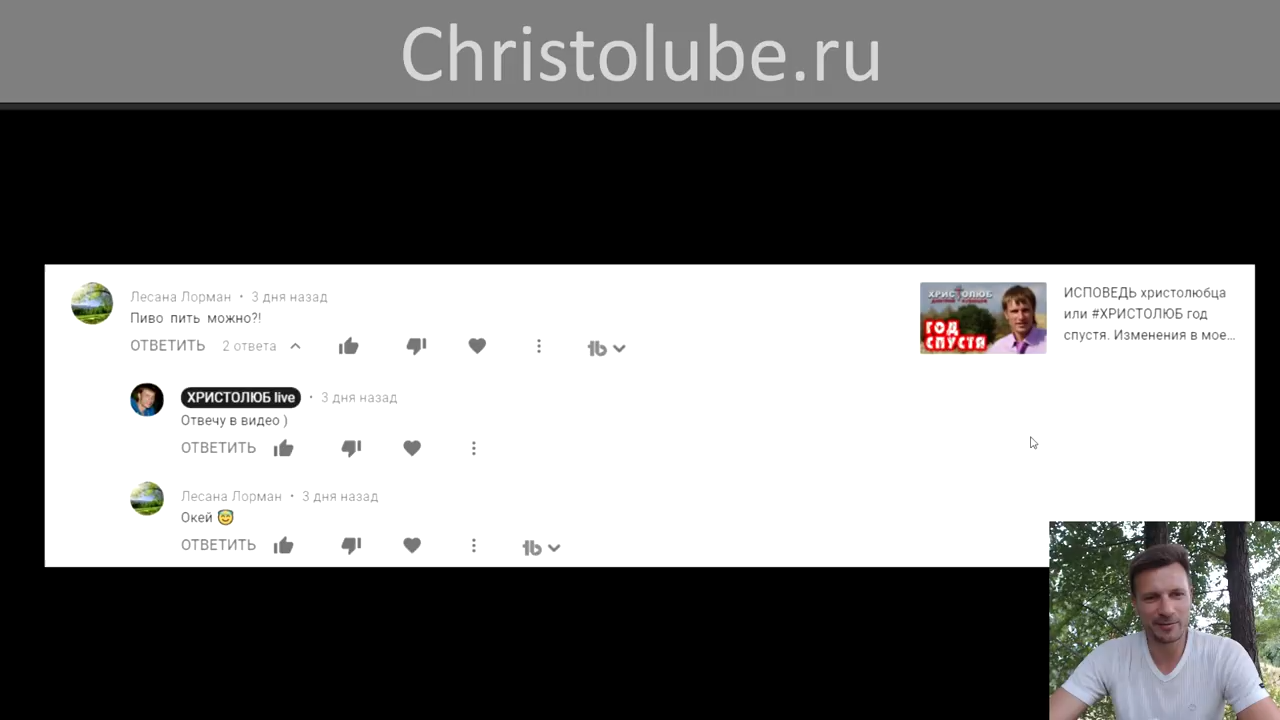 Christolube.ru
Лесана Лорман • 3 дня назад
Пиво пить можно?!
ОТВЕТИТЬ 2 ответа
ХРИСТОЛЮБ live • 3 дня назад
Отвечу в видео )
ОТВЕТИТЬ
Лесана Лорман • 3 дня назад
Окей 😇
ОТВЕТИТЬ
ХРИСТОЛЮБ
ГОД
СПУСТЯ
ИСПОВЕДЬ христолюбца
или #ХРИСТОЛЮБ год
спустя. Изменения в мое...